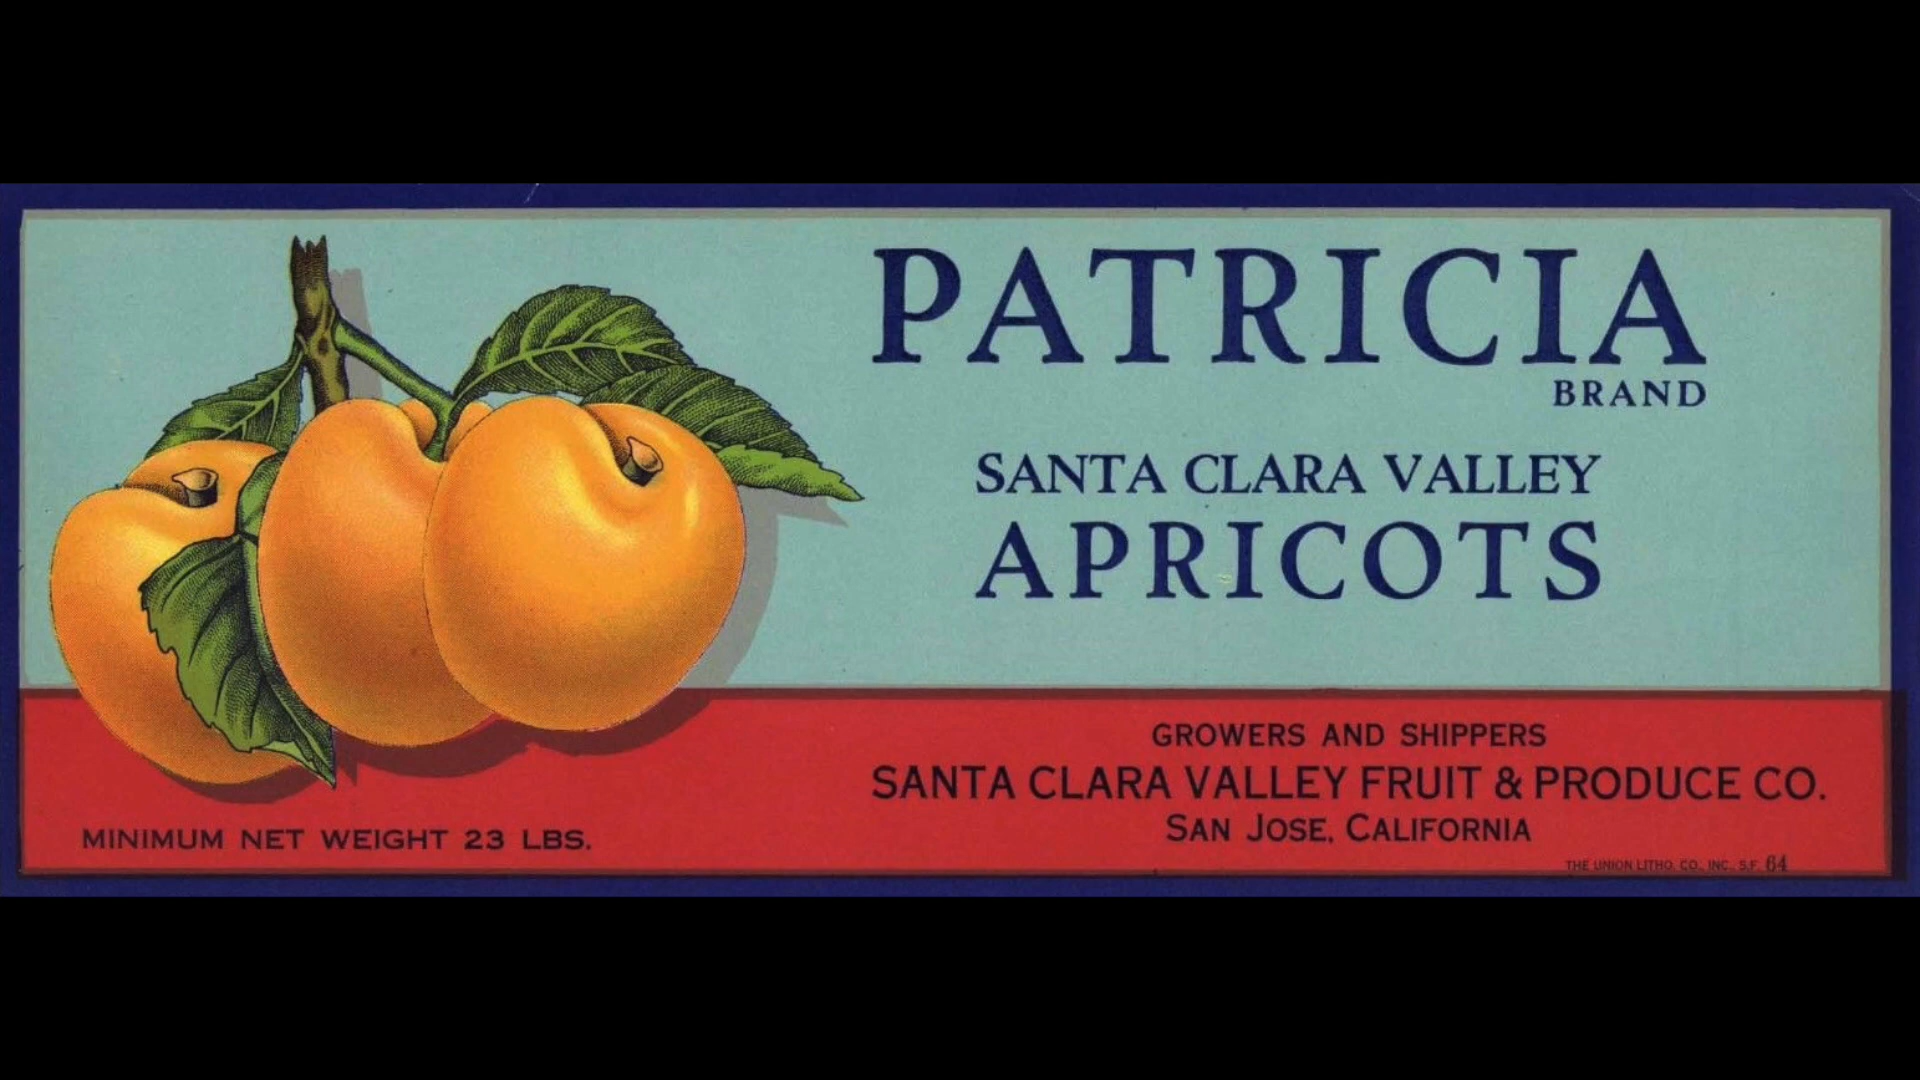 PATRICIA
BRAND
SANTA CLARA VALLEY
APRICOTS
GROWERS AND SHIPPERS
SANTA CLARA VALLEY FRUIT & PRODUCE CO.
SAN JOSE, CALIFORNIA
MINIMUM NET WEIGHT 23 LBS.
THE UNION LITHO. CO., INC. S.F. 64